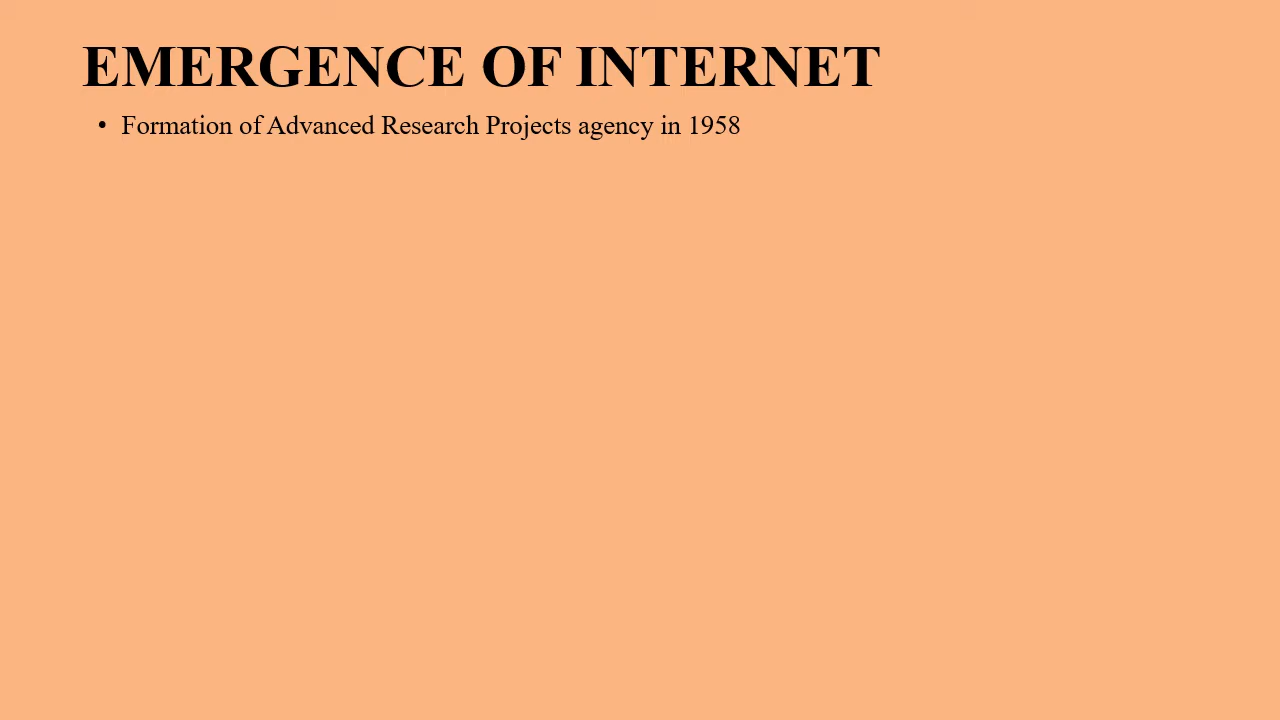 EMERGENCE OF INTERNET
• Formation of Advanced Research Projects agency in 1958